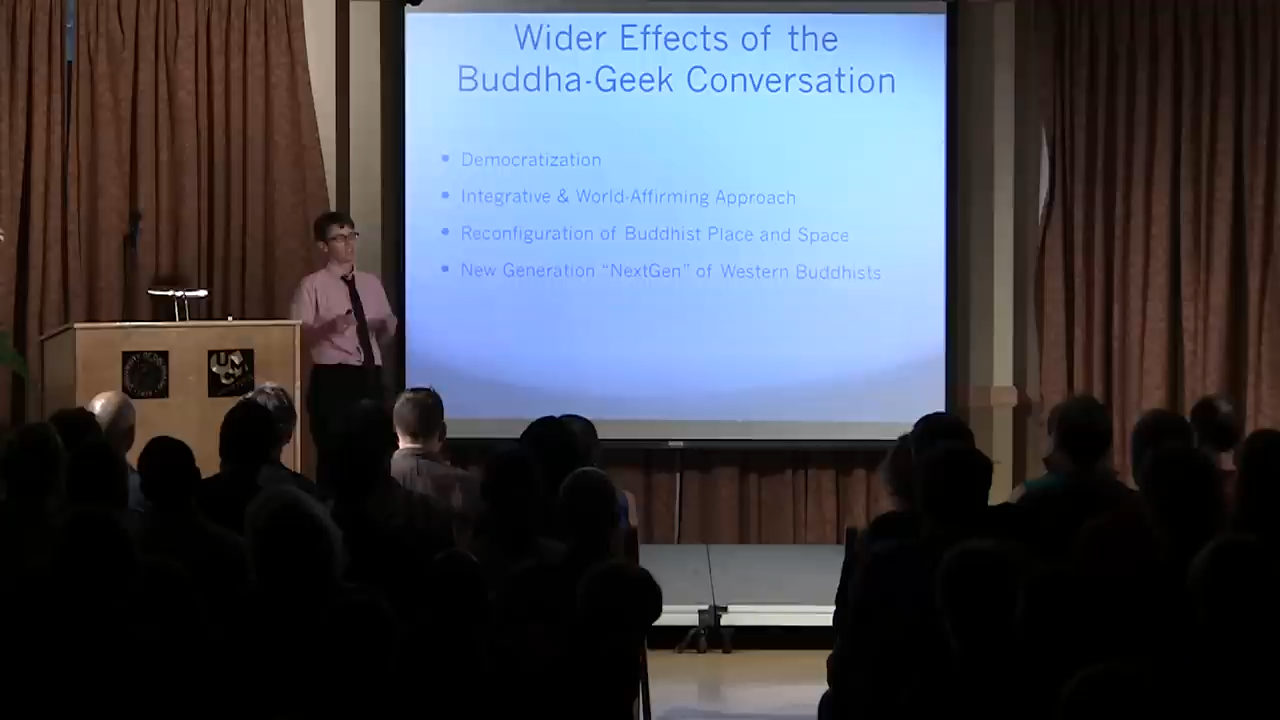 Wider Effects of the
Buddha-Geek Conversation
• Democratization
• Integrative & World-Affirming Approach
• Reconfiguration of Buddhist Place and Space
• New Generation “NextGen” of Western Buddhists
UMC